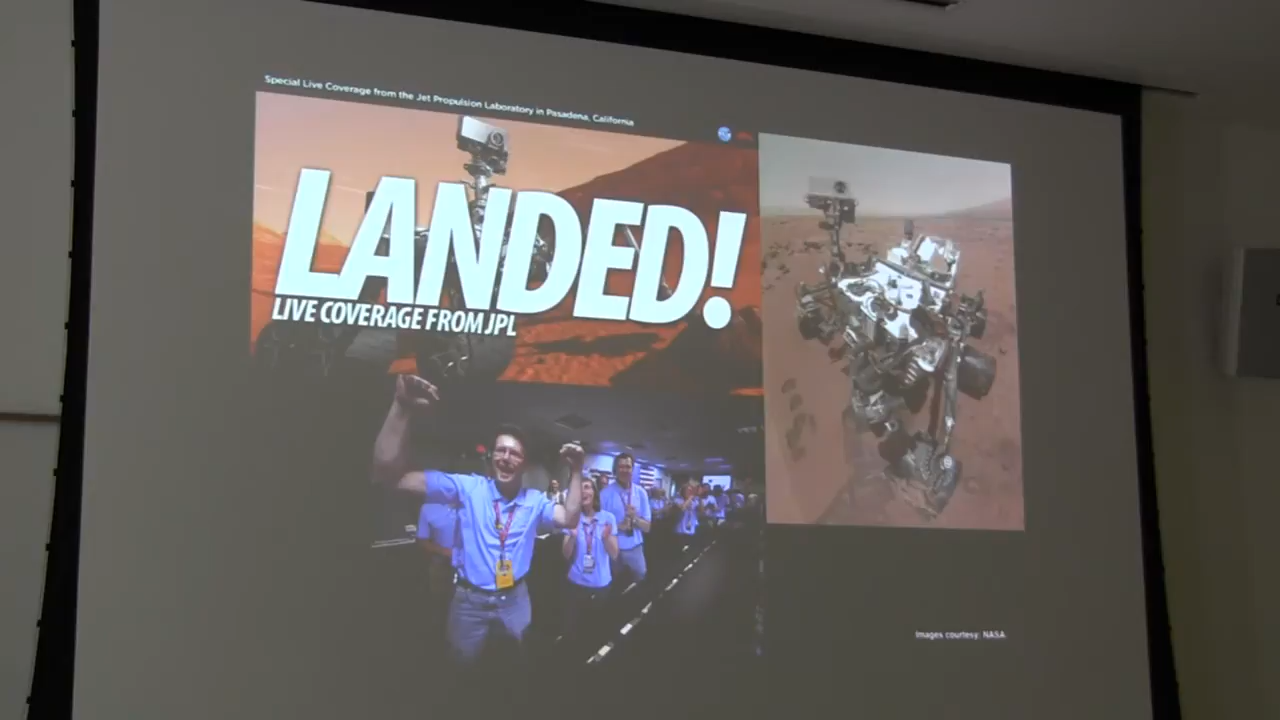 Special Live Coverage from the Jet Propulsion Laboratory in Pasadena, California
LANDED!
LIVE COVERAGE FROM JPL
Images courtesy: NASA